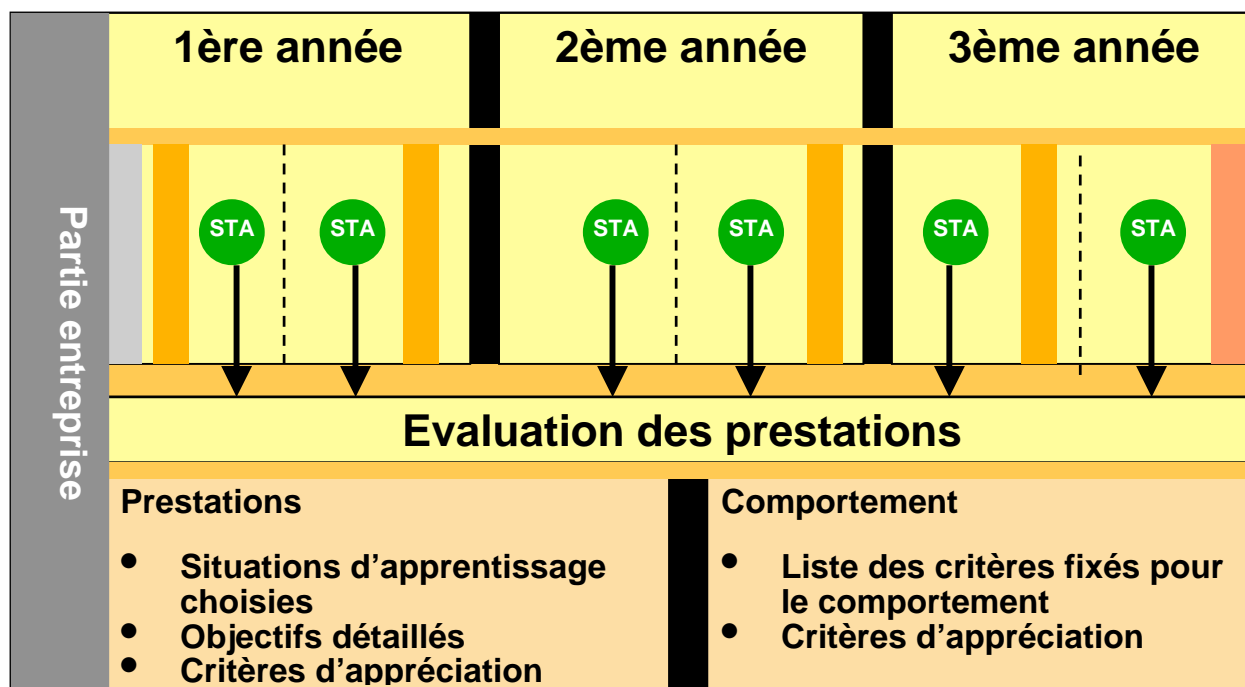 1ère année
2ème année
3ème année
Partie entreprise
STA
STA
STA
STA
STA
STA
Evaluation des prestations
Prestations
• Situations d’apprentissage
choisies
• Objectifs détaillés
• Critères d’appréciation
Comportement
• Liste des critères fixés pour
le comportement
• Critères d’appréciation